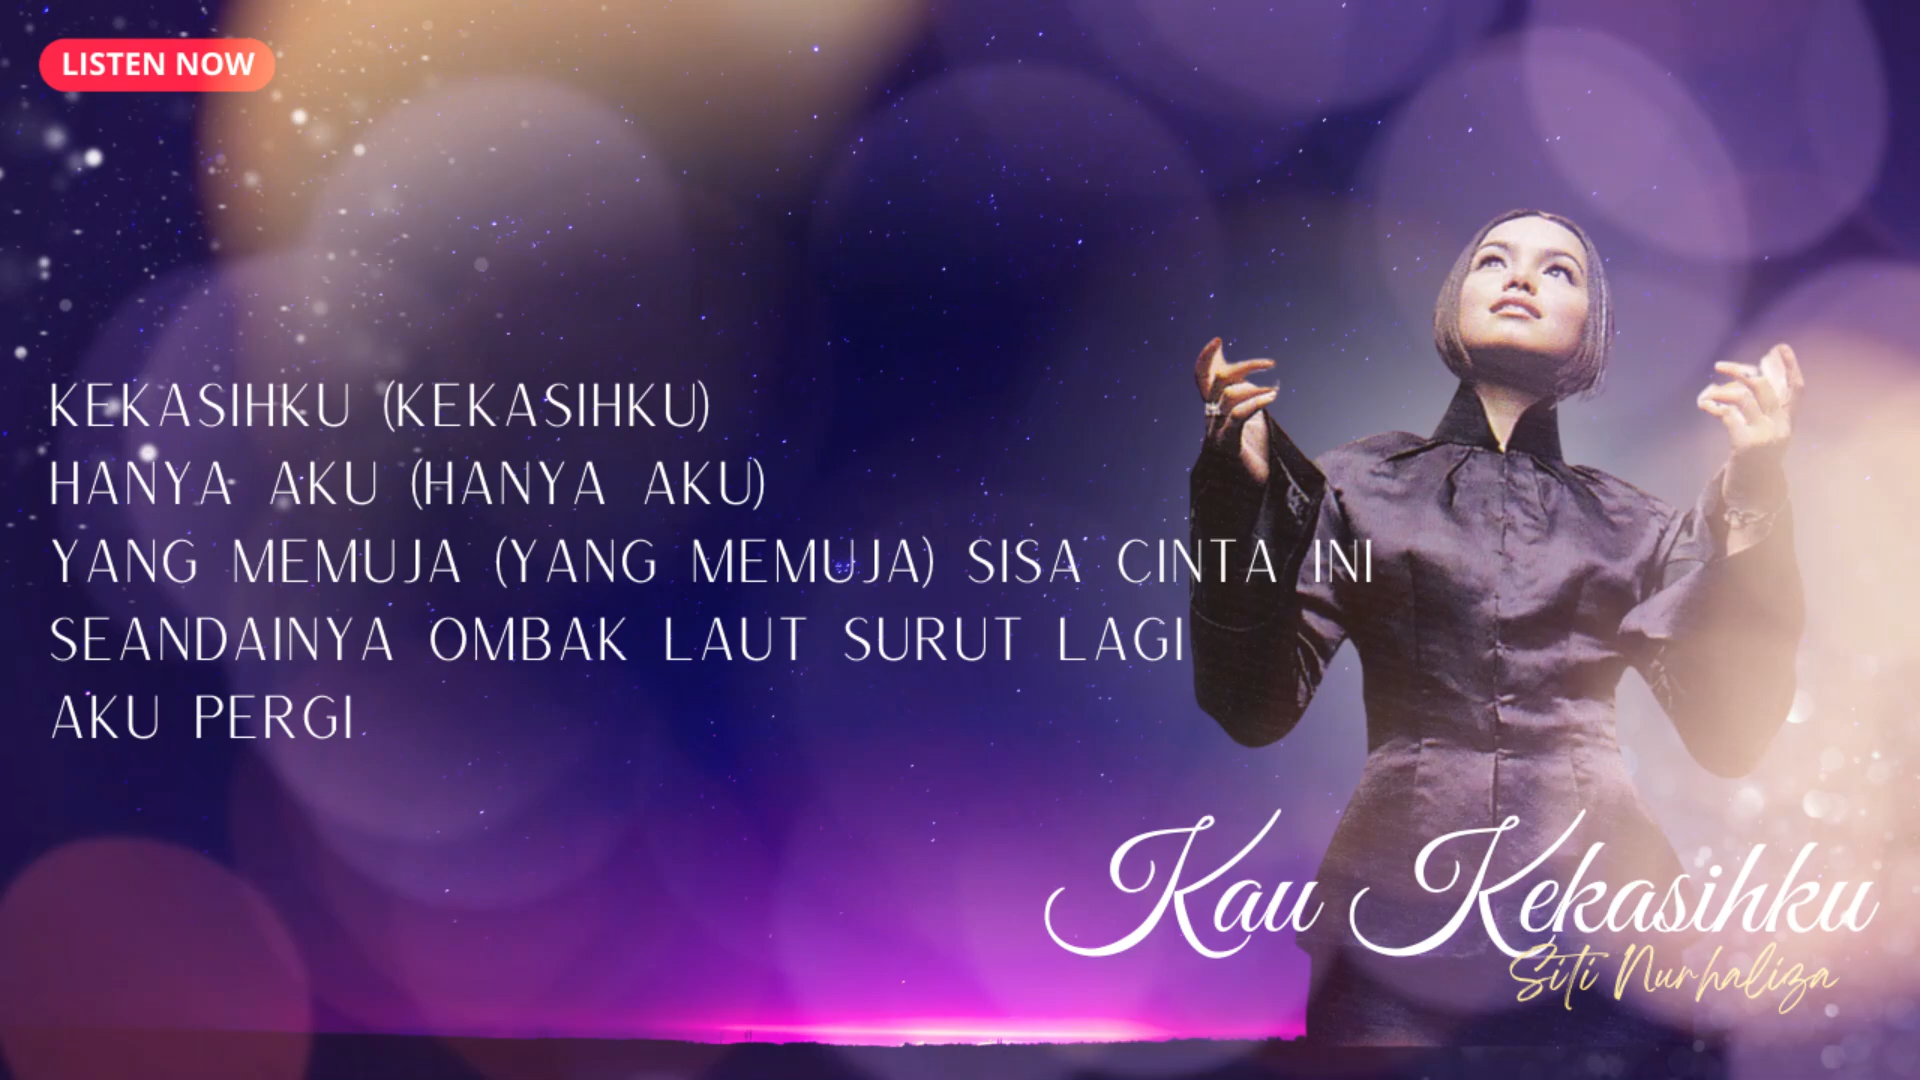 LISTEN NOW
KEKASIHKU (KEKASIHKU)
HANYA AKU (HANYA AKU)
YANG MEMUJA (YANG MEMUJA) SISA CINTA INI
SEANDAINYA OMBAK LAUT SURUT LAGI
AKU PERGI
Kau Kekasihku
Siti Nurhaliza